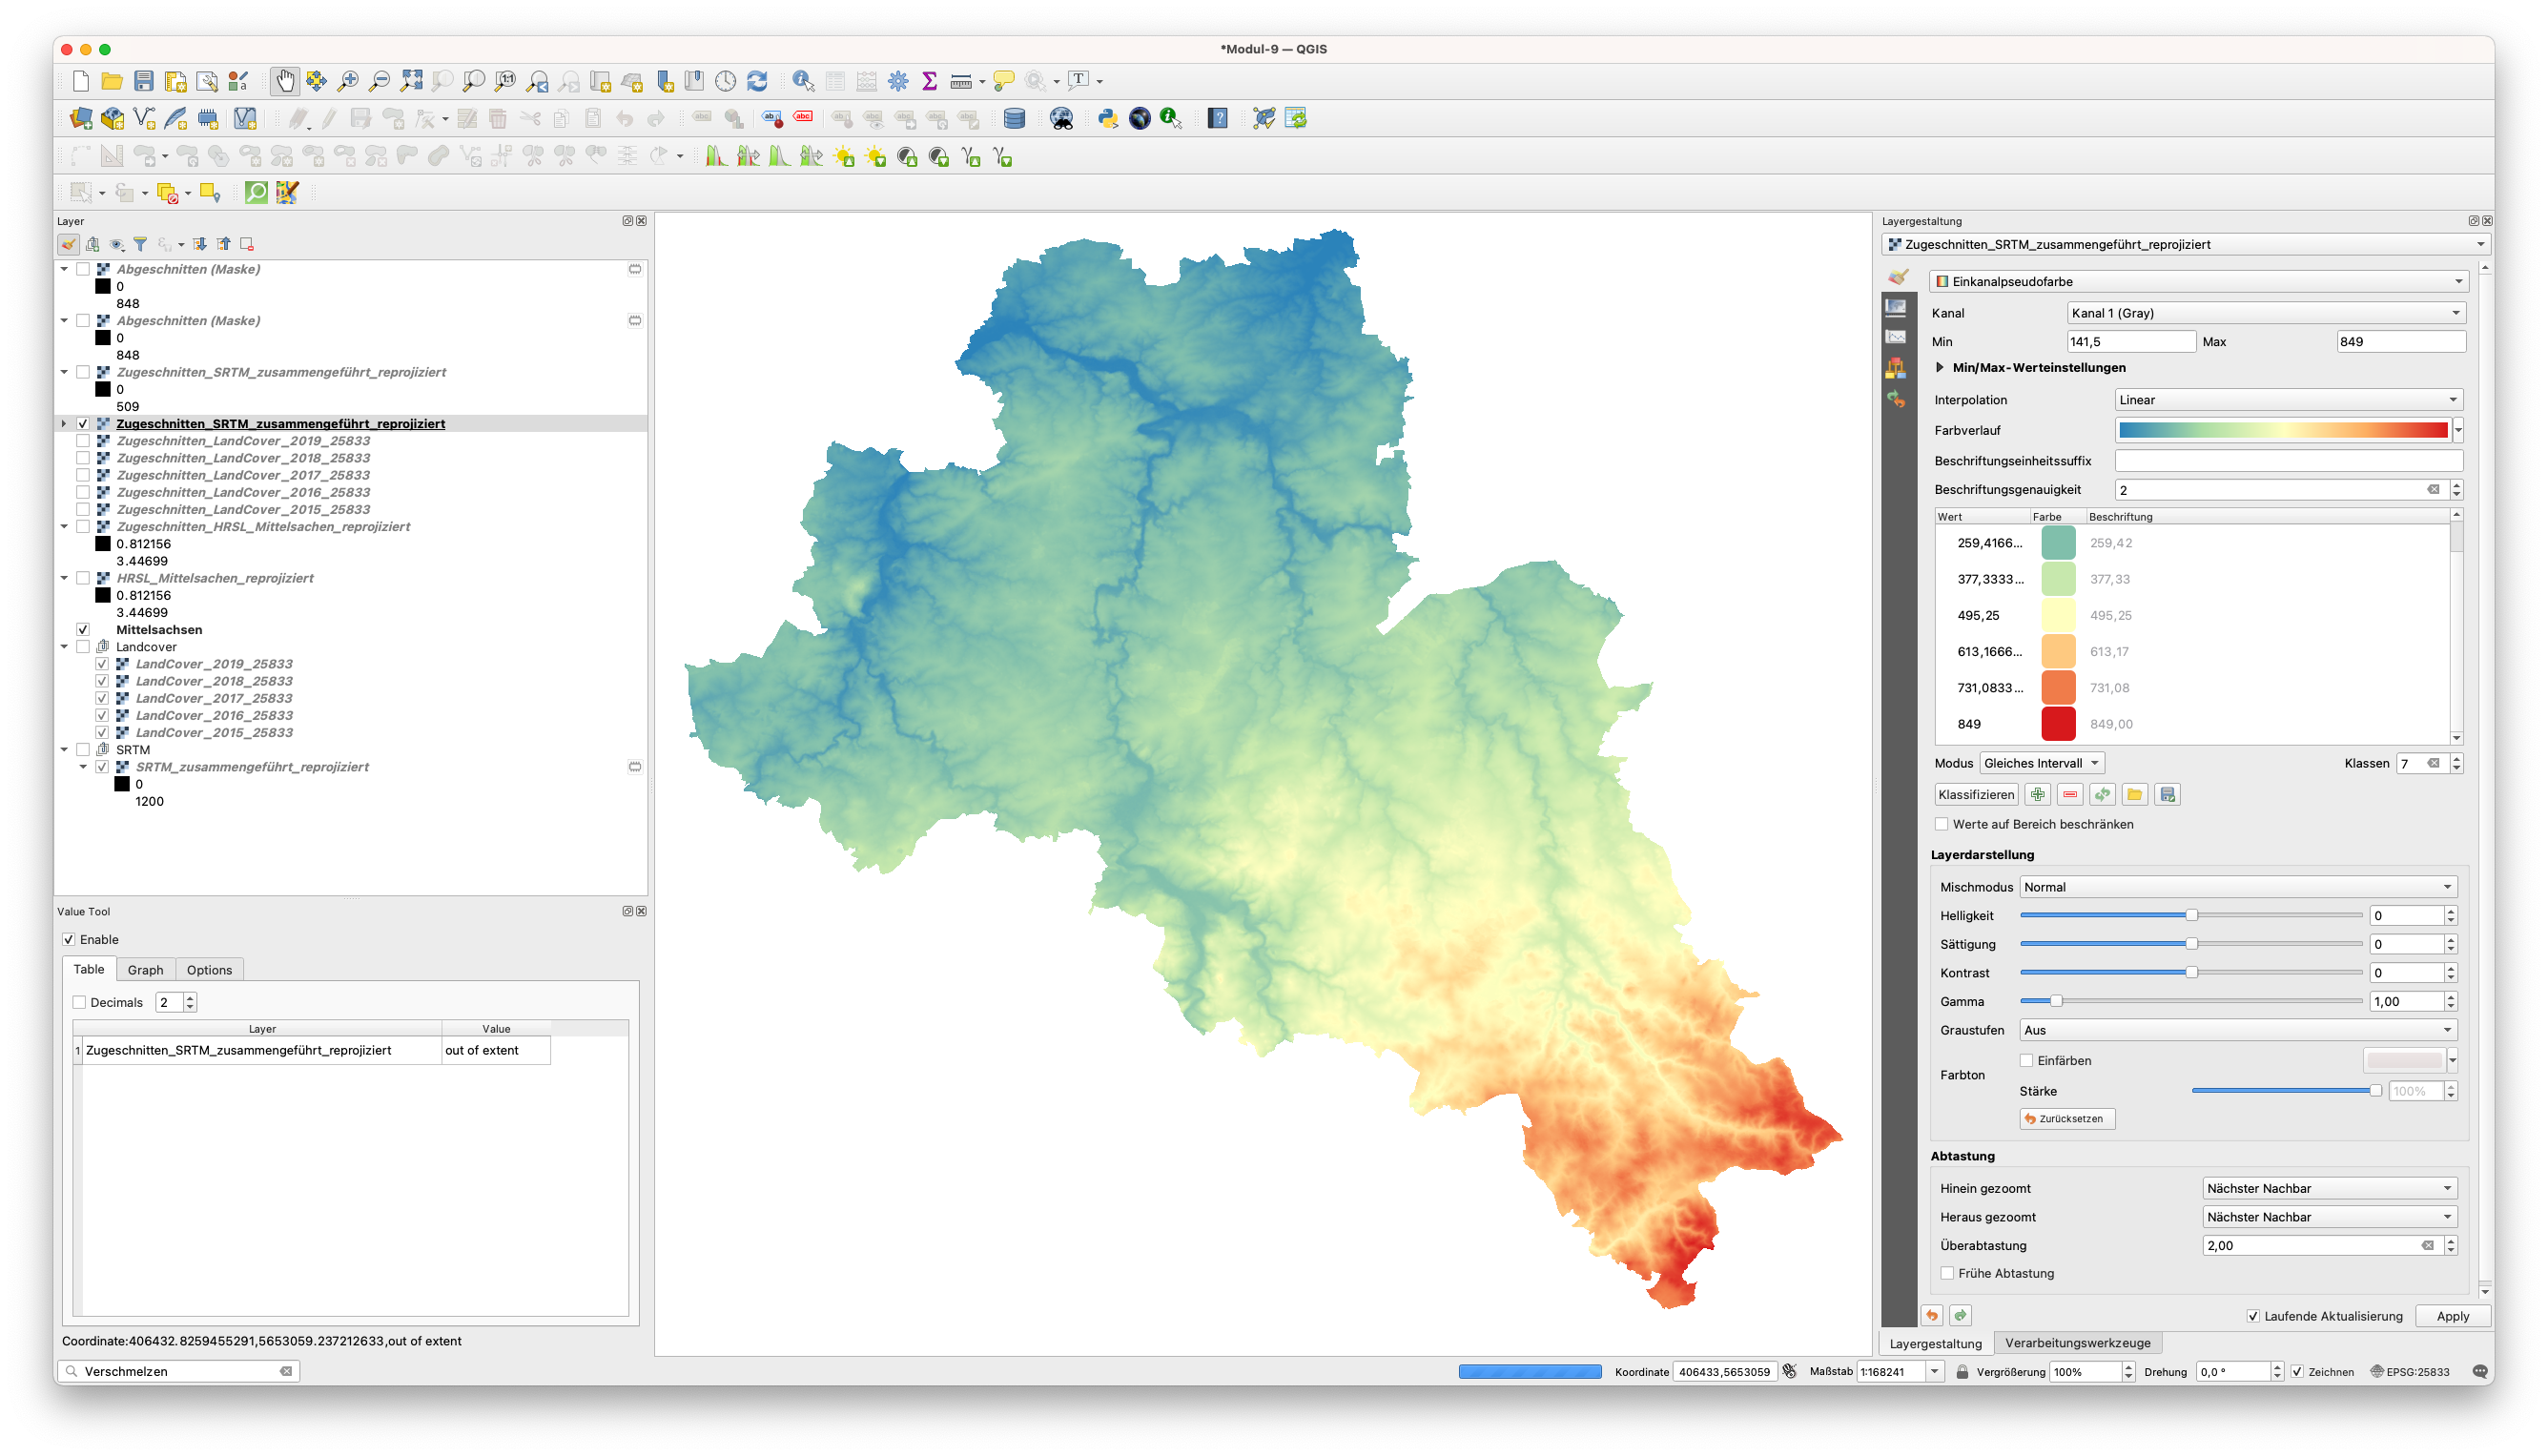 *Modul-9 — QGIS
Layer
Abgeschnitten (Maske)
0
848
Abgeschnitten (Maske)
0
848
Zugeschnitten_SRTM_zusammengeführt_reprojiziert
0
509
Zugeschnitten_SRTM_zusammengeführt_reprojiziert
Zugeschnitten_LandCover_2019_25833
Zugeschnitten_LandCover_2018_25833
Zugeschnitten_LandCover_2017_25833
Zugeschnitten_LandCover_2016_25833
Zugeschnitten_LandCover_2015_25833
Zugeschnitten_HRSL_Mittelsachen_reprojiziert
0.812156
3.44699
HRSL_Mittelsachen_reprojiziert
0.812156
3.44699
Mittelsachsen
Landcover
LandCover_2019_25833
LandCover_2018_25833
LandCover_2017_25833
LandCover_2016_25833
LandCover_2015_25833
SRTM
SRTM_zusammengeführt_reprojiziert
0
1200
Value Tool
Enable
Table Graph Options
Decimals 2
Layer Value
1 Zugeschnitten_SRTM_zusammengeführt_reprojiziert out of extent
Coordinate:406432.8259455291,5653059.237212633,out of extent
Verschmelzen
Layergestaltung
Zugeschnitten_SRTM_zusammengeführt_reprojiziert
Einkanalpseudofarbe
Kanal Kanal 1 (Gray)
Min 141,5 Max 849
Min/Max-Werteinstellungen
Interpolation Linear
Farbverlauf
Beschriftungseinheitssuffix
Beschriftungsgenauigkeit 2
Wert Farbe Beschriftung
259,4166... 259,42
377,3333... 377,33
495,25 495,25
613,1666... 613,17
731,0833... 731,08
849 849,00
Modus Gleiches Intervall Klassen 7
Klassifizieren
Werte auf Bereich beschränken
Layerdarstellung
Mischmodus Normal
Helligkeit 0
Sättigung 0
Kontrast 0
Gamma 1,00
Graustufen Aus
Farbton Einfärben
Stärke 100%
Zurücksetzen
Abtastung
Hinein gezoomt Nächster Nachbar
Heraus gezoomt Nächster Nachbar
Überabtastung 2,00
Frühe Abtastung
Laufende Aktualisierung Apply
Layergestaltung Verarbeitungswerkzeuge
Koordinate 406433,5653059 Maßstab 1:168241 Vergrößerung 100% Drehung 0,0 ° Zeichnen EPSG:25833